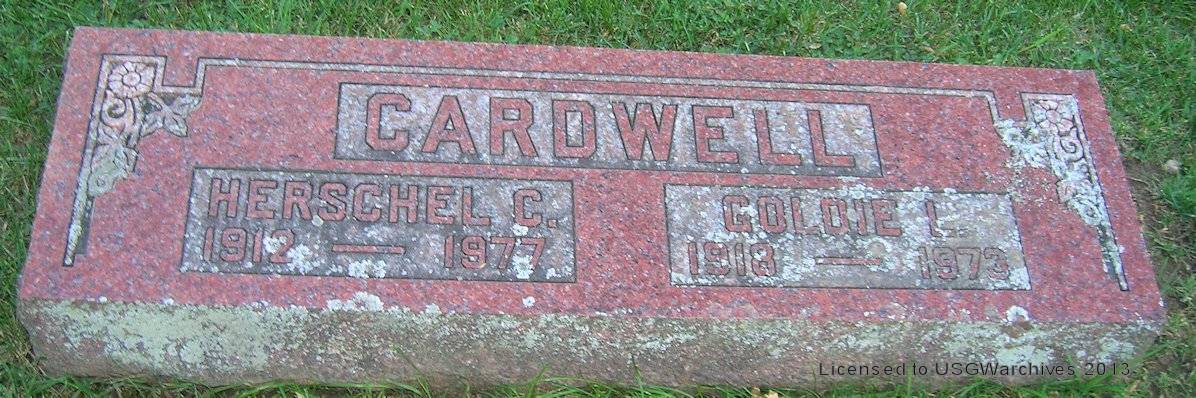 CARDWELL
HERSCHEL C.
1912 — 1977
GOLDIE L.
1918 — 1973
Licensed to USGWarchives 2013.